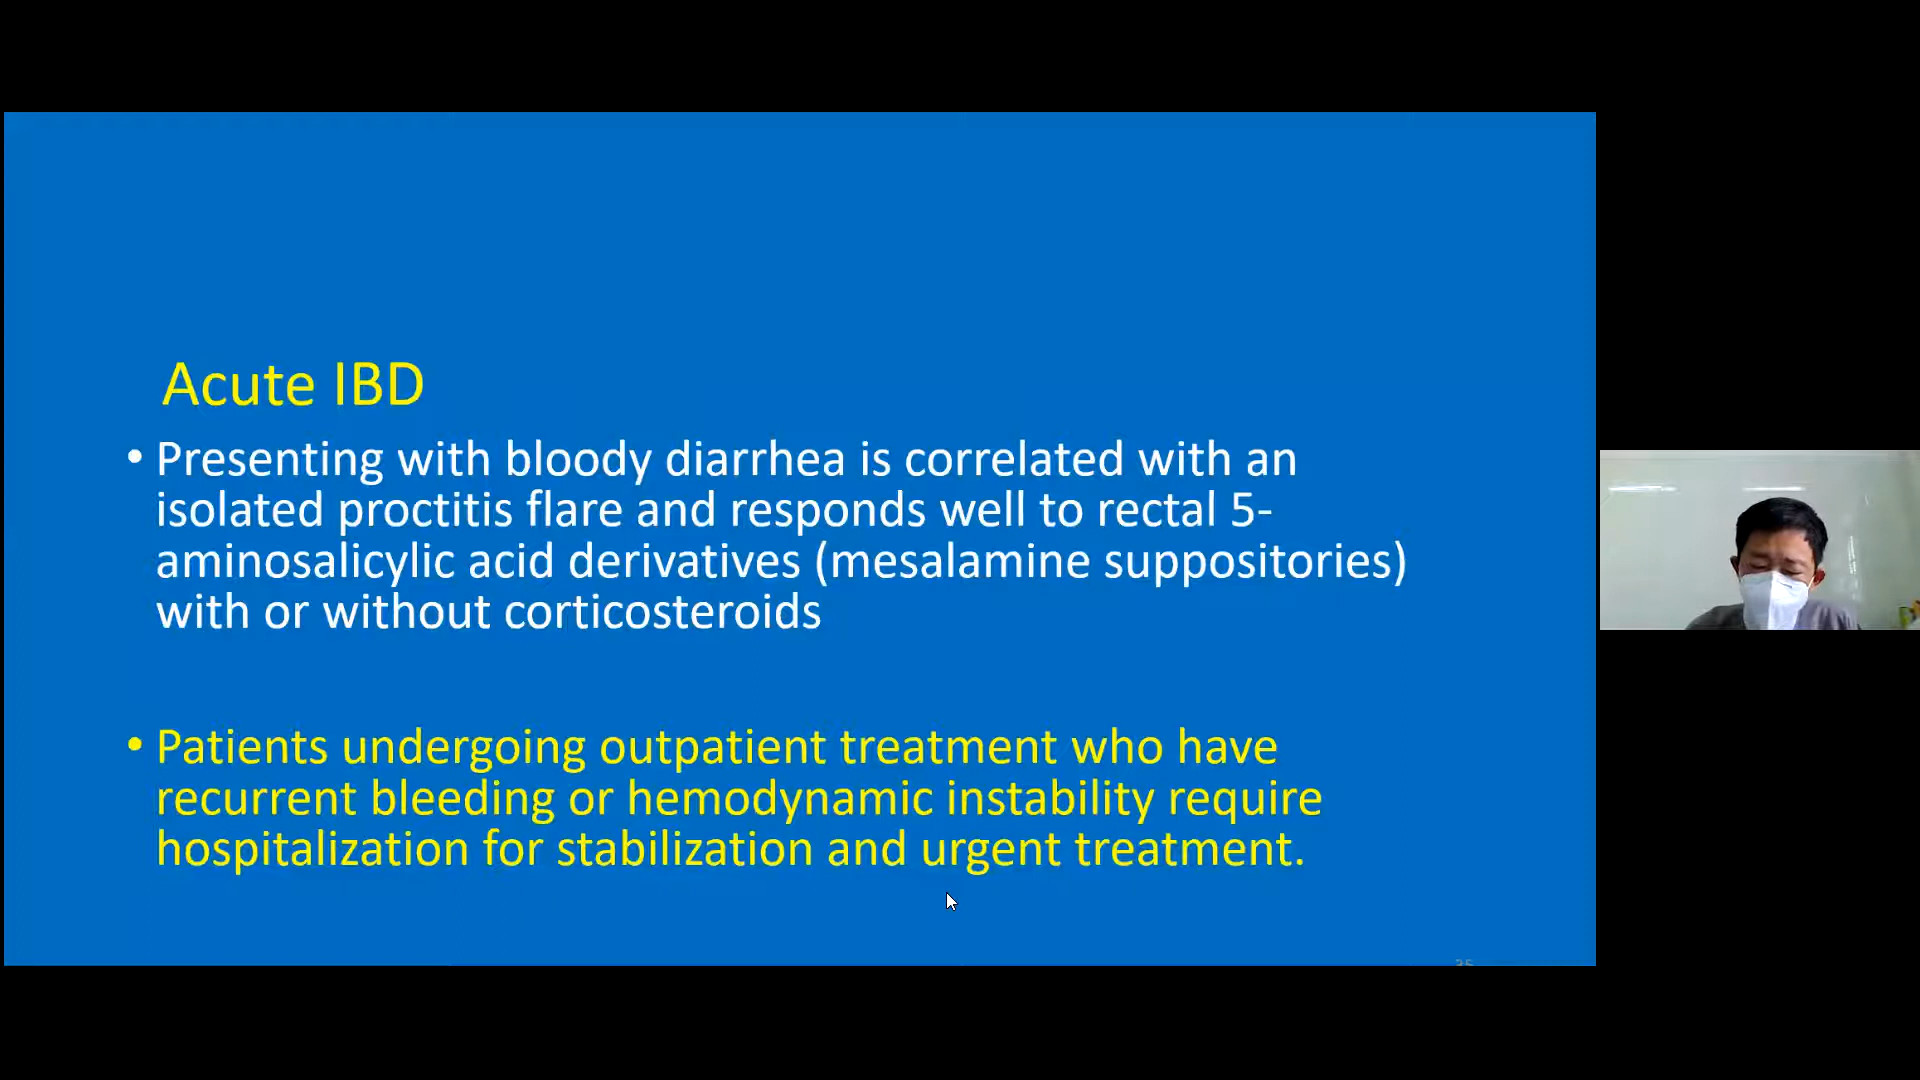 Acute IBD
• Presenting with bloody diarrhea is correlated with an
isolated proctitis flare and responds well to rectal 5-
aminosalicylic acid derivatives (mesalamine suppositories)
with or without corticosteroids
• Patients undergoing outpatient treatment who have
recurrent bleeding or hemodynamic instability require
hospitalization for stabilization and urgent treatment.
35